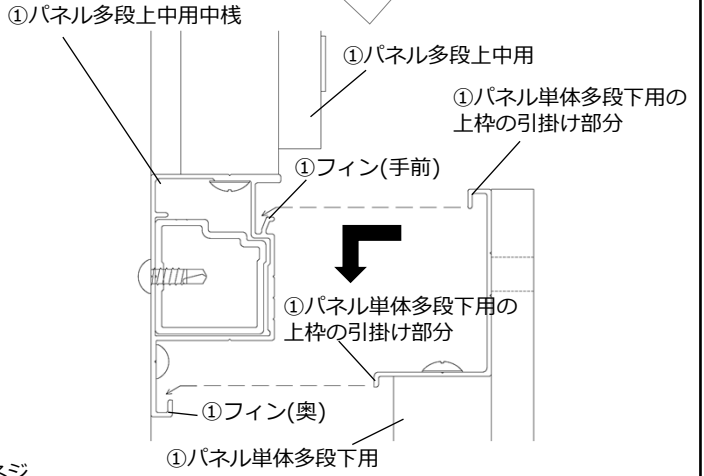 ①パネル多段上中用中桟
①パネル多段上中用
①パネル単体多段下用の
上枠の引掛け部分
①フィン(手前)
①パネル単体多段下用の
上枠の引掛け部分
①フィン(奥)
①パネル単体多段下用